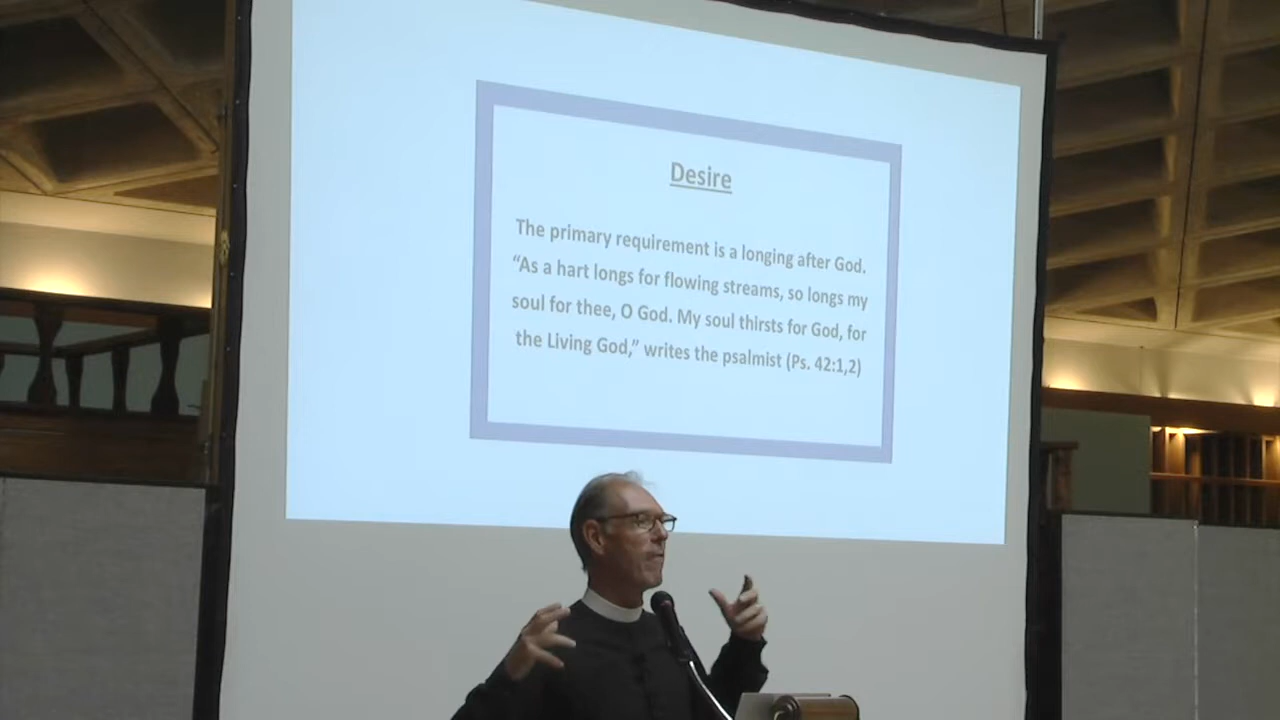 Desire
The primary requirement is a longing after God.
“As a hart longs for flowing streams, so longs my
soul for thee, O God. My soul thirsts for God, for
the Living God,” writes the psalmist (Ps. 42:1,2)